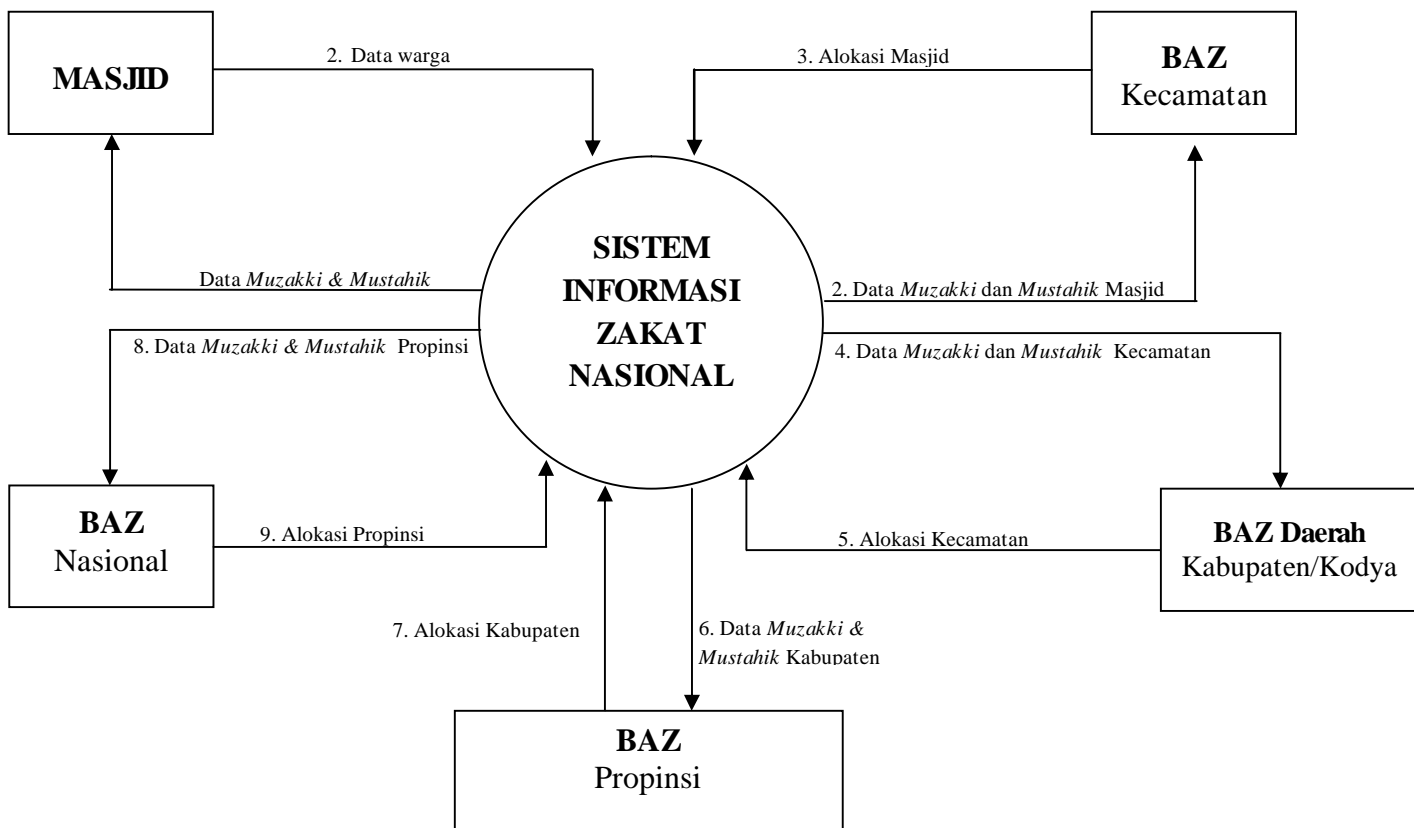 MASJID
2. Data warga
3. Alokasi Masjid
BAZ
Kecamatan
SISTEM
INFORMASI
ZAKAT
NASIONAL
Data Muzakki & Mustahik
2. Data Muzakki dan Mustahik Masjid
8. Data Muzakki & Mustahik Propinsi
4. Data Muzakki dan Mustahik Kecamatan
BAZ
Nasional
9. Alokasi Propinsi
5. Alokasi Kecamatan
BAZ Daerah
Kabupaten/Kodya
7. Alokasi Kabupaten
6. Data Muzakki &
Mustahik Kabupaten
BAZ
Propinsi